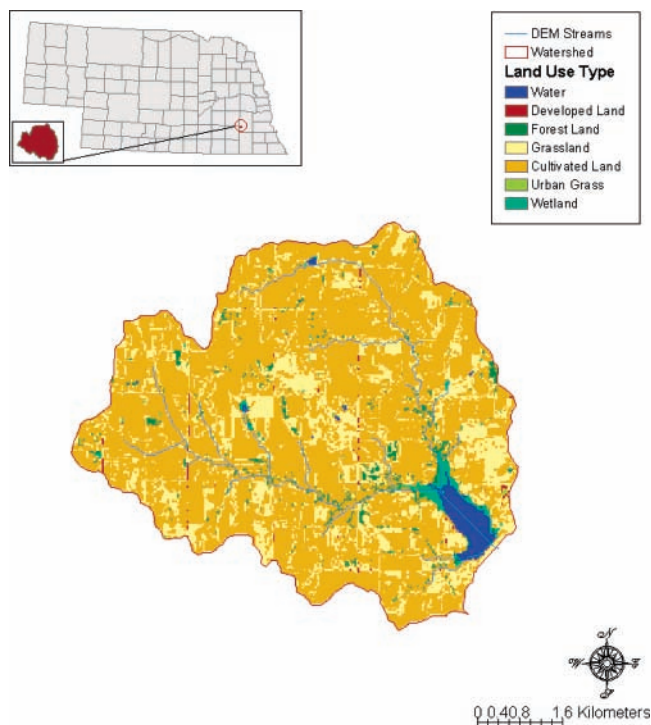 DEM Streams
Watershed
Land Use Type
Water
Developed Land
Forest Land
Grassland
Cultivated Land
Urban Grass
Wetland
N
W E
S
0 0.40.8 1.6 Kilometers